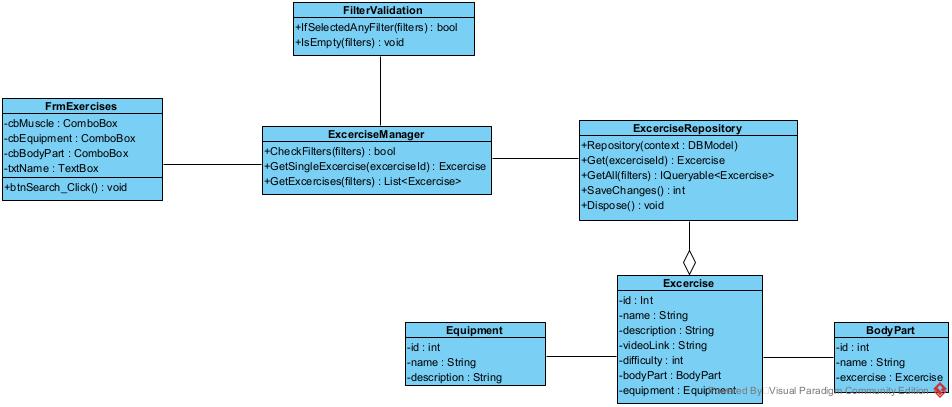 FilterValidation
+IfSelectedAnyFilter(filters) : bool
+IsEmpty(filters) : void
FrmExercises
-cbMuscle : ComboBox
-cbEquipment : ComboBox
-cbBodyPart : ComboBox
-txtName : TextBox
+btnSearch_Click() : void
ExcerciseManager
+CheckFilters(filters) : bool
+GetSingleExcercise(exerciseId) : Excercise
+GetExcercises(filters) : List<Excercise>
ExcerciseRepository
+Repository(context : DBModel)
+Get(exerciseId) : Excercise
+GetAll(filters) : IQueryable<Excercise>
+SaveChanges() : int
+Dispose() : void
Excercise
-id : Int
-name : String
-description : String
-videoLink : String
-difficulty : int
-bodyPart : BodyPart
-equipment : Equipment
Equipment
-id : int
-name : String
-description : String
BodyPart
-id : int
-name : String
-excercise : Excercise
Powered By Visual Paradigm Community Edition